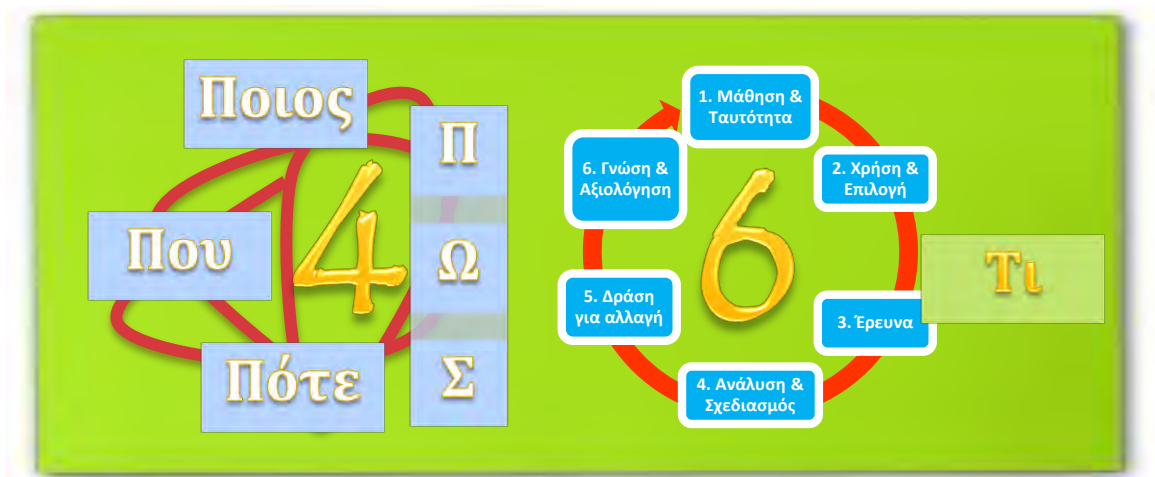 Ποιος
Που
4
Πότε
Π
Ω
Σ
1. Μάθηση &
Ταυτότητα
2. Χρήση &
Επιλογή
3. Έρευνα
4. Ανάλυση &
Σχεδιασμός
5. Δράση
για αλλαγή
6. Γνώση &
Αξιολόγηση
6
Τι